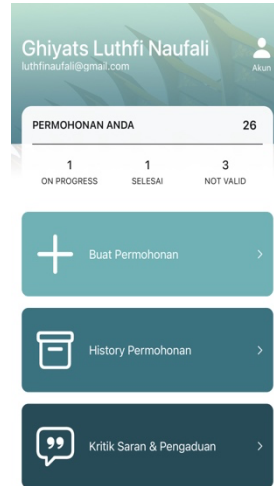 Ghiyats Luthfi Naufali
luthfinaufali@gmail.com
Akun
PERMOHONAN ANDA 26
1 1 3
ON PROGRESS SELESAI NOT VALID
Buat Permohonan
History Permohonan
Kritik Saran & Pengaduan